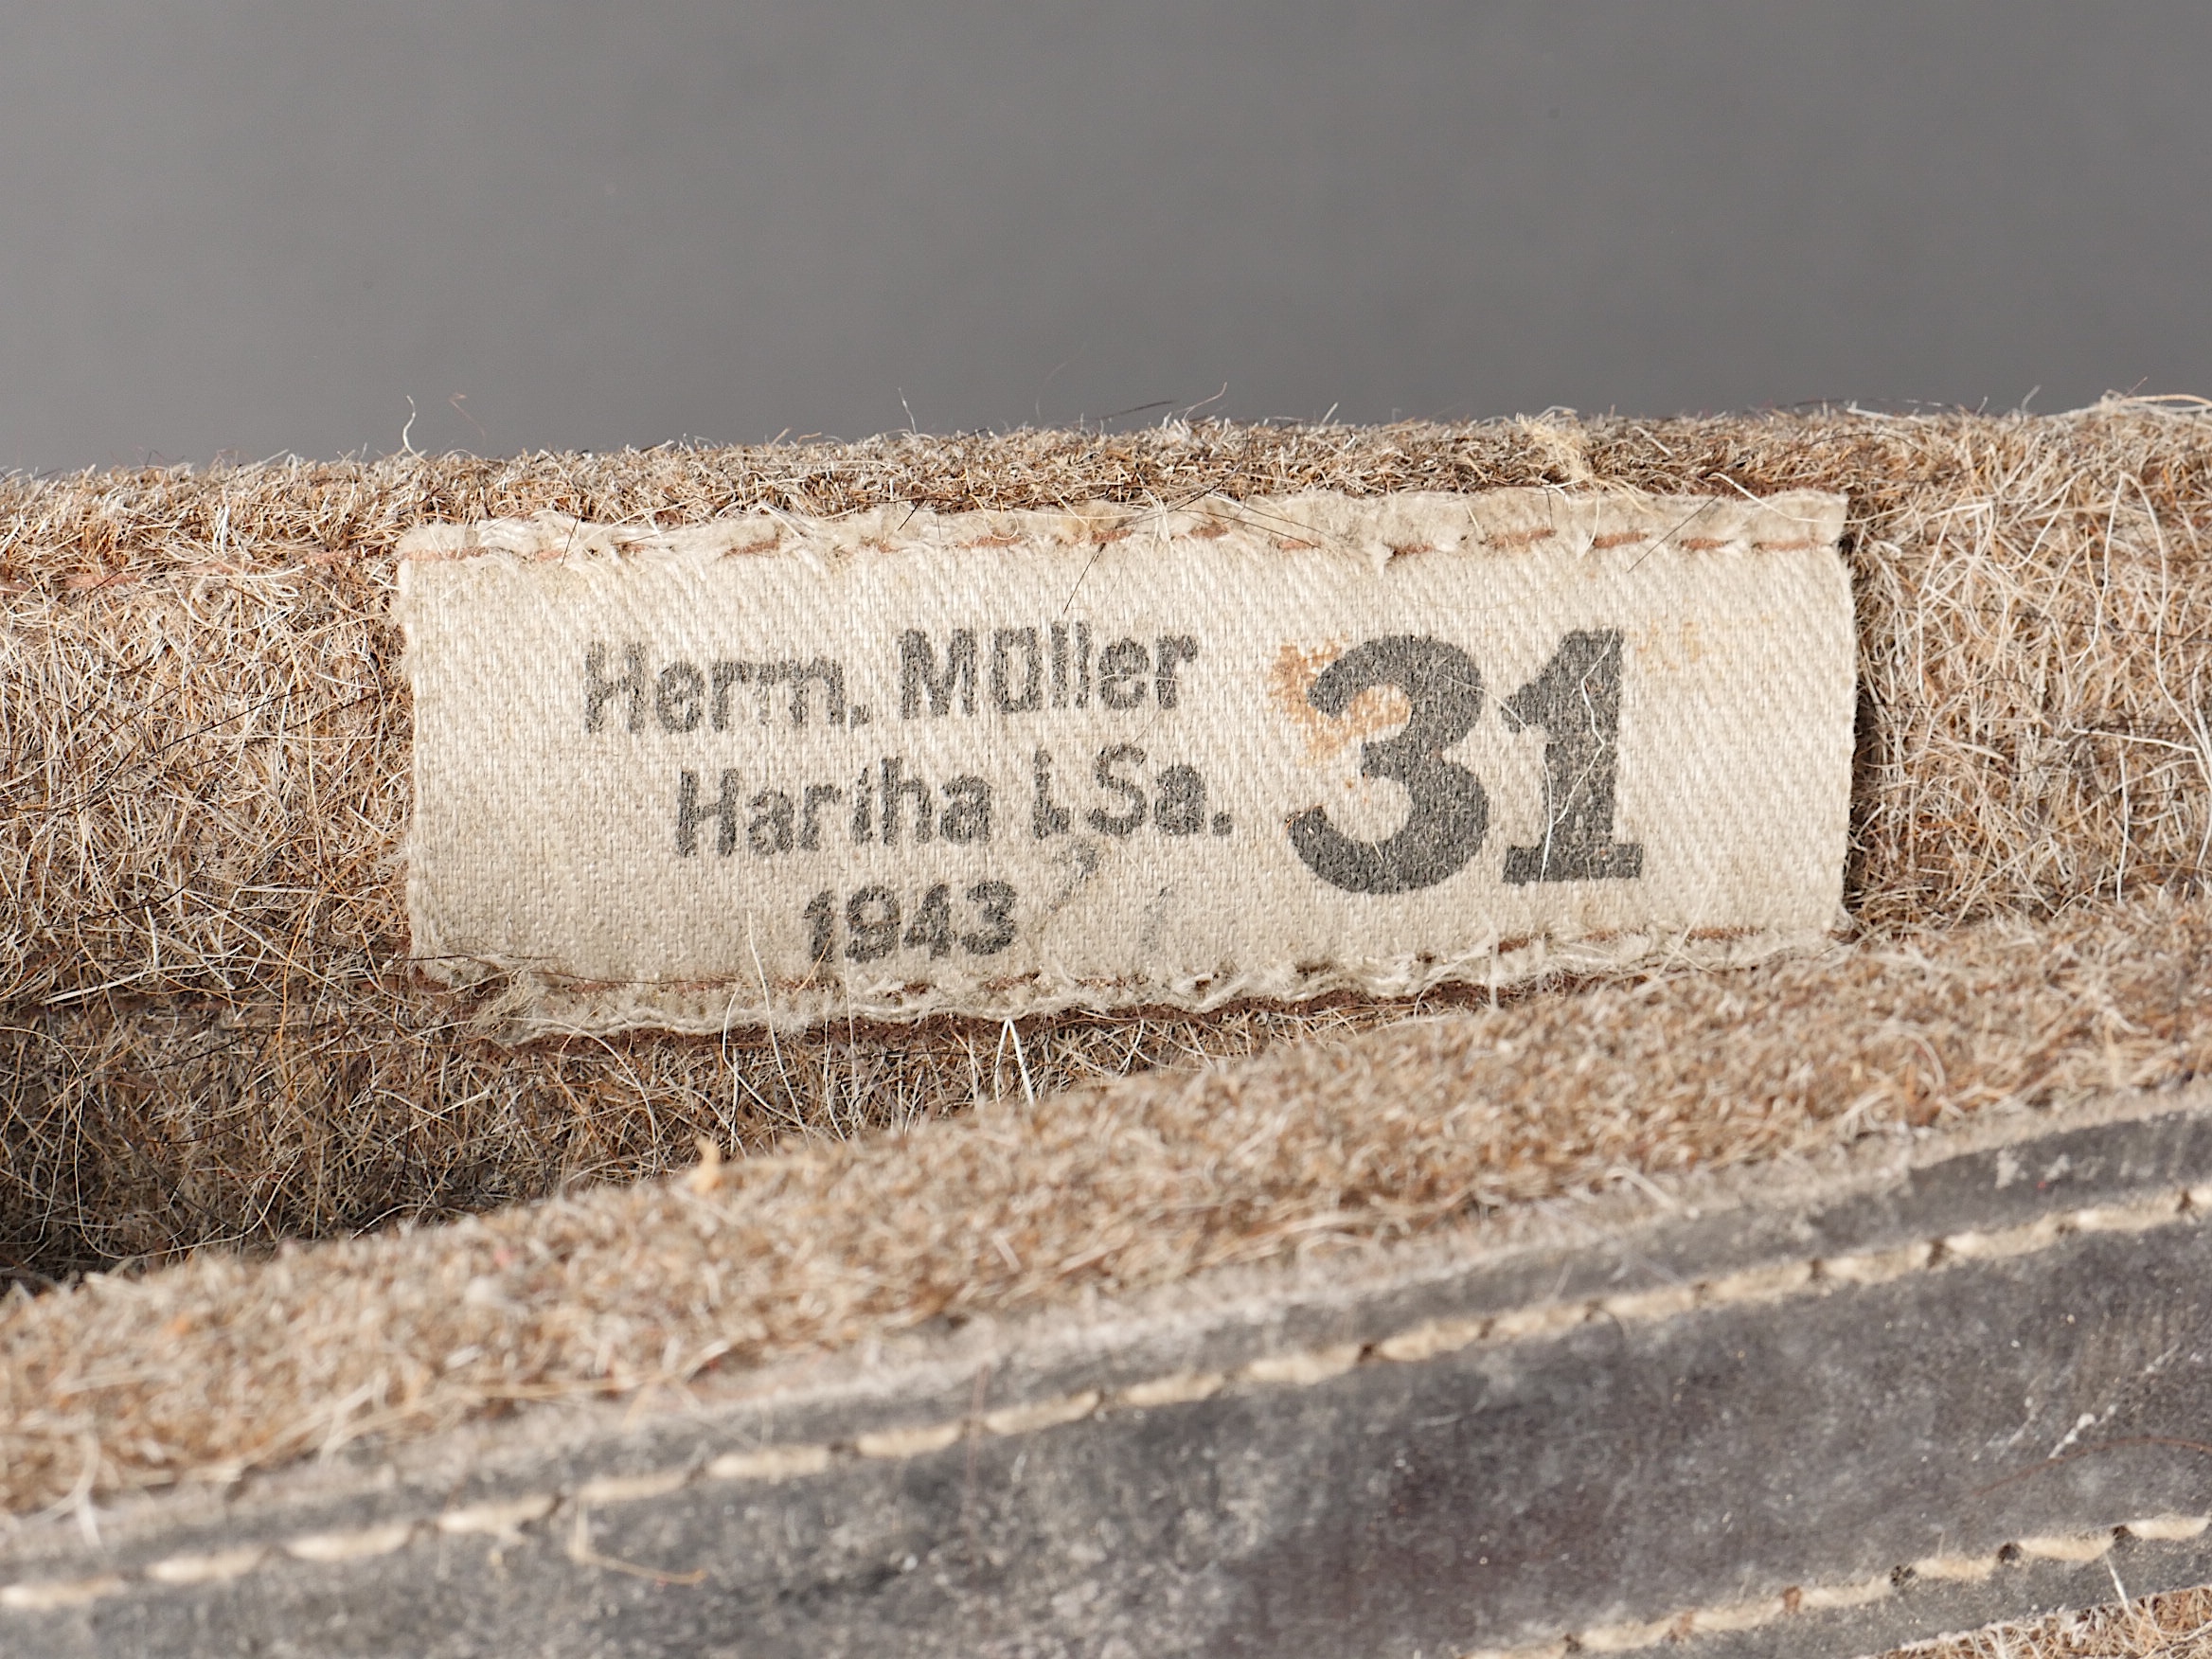 Herm. Müller 31
Hartha i. Sa.
1943